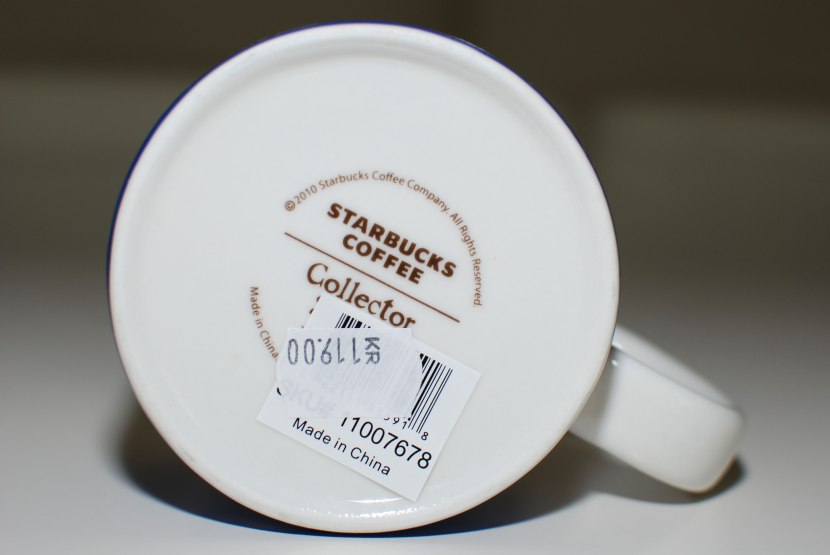 ©2010 Starbucks Coffee Company. All Rights Reserved.
STARBUCKS
COFFEE
Collector
Made in China.
KR
119.00
SKU#
11007678
8
Made in China